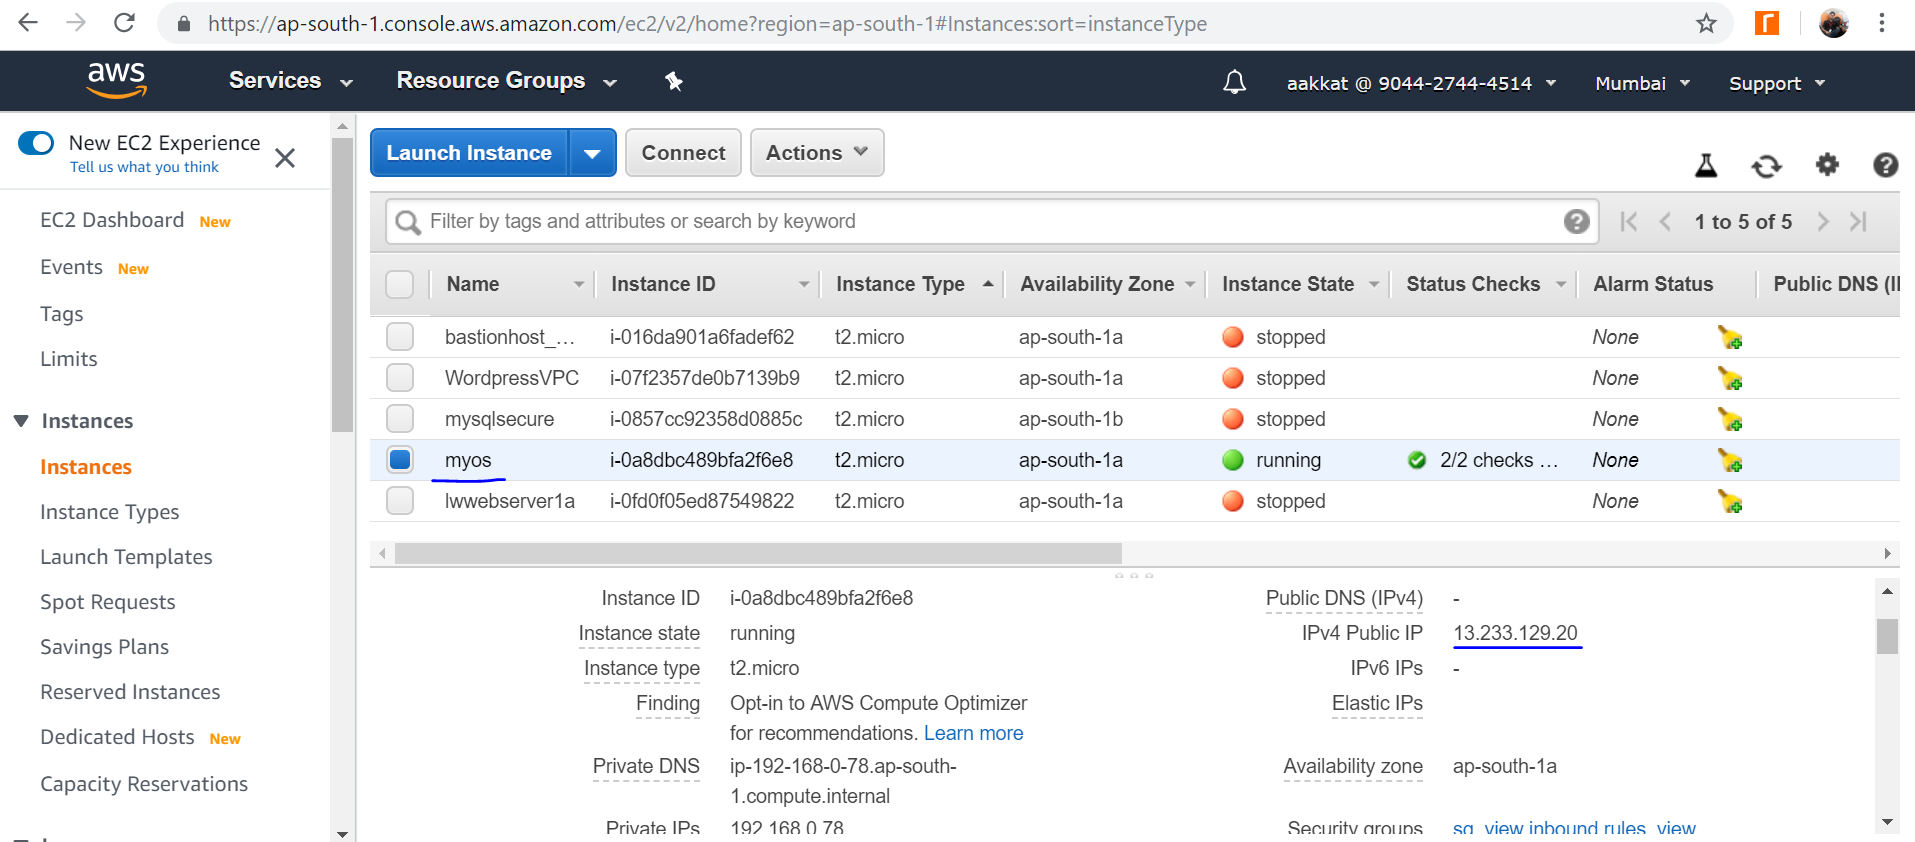 https://ap-south-1.console.aws.amazon.com/ec2/v2/home?region=ap-south-1#Instances:sort=instanceType
aws Services Resource Groups aakkat @ 9044-2744-4514 Mumbai Support
New EC2 Experience
Tell us what you think
EC2 Dashboard New
Events New
Tags
Limits
Instances
Instances
Instance Types
Launch Templates
Spot Requests
Savings Plans
Reserved Instances
Dedicated Hosts New
Capacity Reservations
Launch Instance Connect Actions
Filter by tags and attributes or search by keyword 1 to 5 of 5
Name Instance ID Instance Type Availability Zone Instance State Status Checks Alarm Status Public DNS (I
bastionhost_... i-016da901a6fadef62 t2.micro ap-south-1a stopped None
WordpressVPC i-07f2357de0b7139b9 t2.micro ap-south-1a stopped None
mysqlsecure i-0857cc92358d0885c t2.micro ap-south-1b stopped None
myos i-0a8dbc489bfa2f6e8 t2.micro ap-south-1a running 2/2 checks ... None
lwwebserver1a i-0fd0f05ed87549822 t2.micro ap-south-1a stopped None
Instance ID i-0a8dbc489bfa2f6e8 Public DNS (IPv4) -
Instance state running IPv4 Public IP 13.233.129.20
Instance type t2.micro IPv6 IPs -
Finding Opt-in to AWS Compute Optimizer Elastic IPs
for recommendations. Learn more
Private DNS ip-192-168-0-78.ap-south- Availability zone ap-south-1a
1.compute.internal
Private IPs 192.168.0.78 Security groups sg view inbound rules view